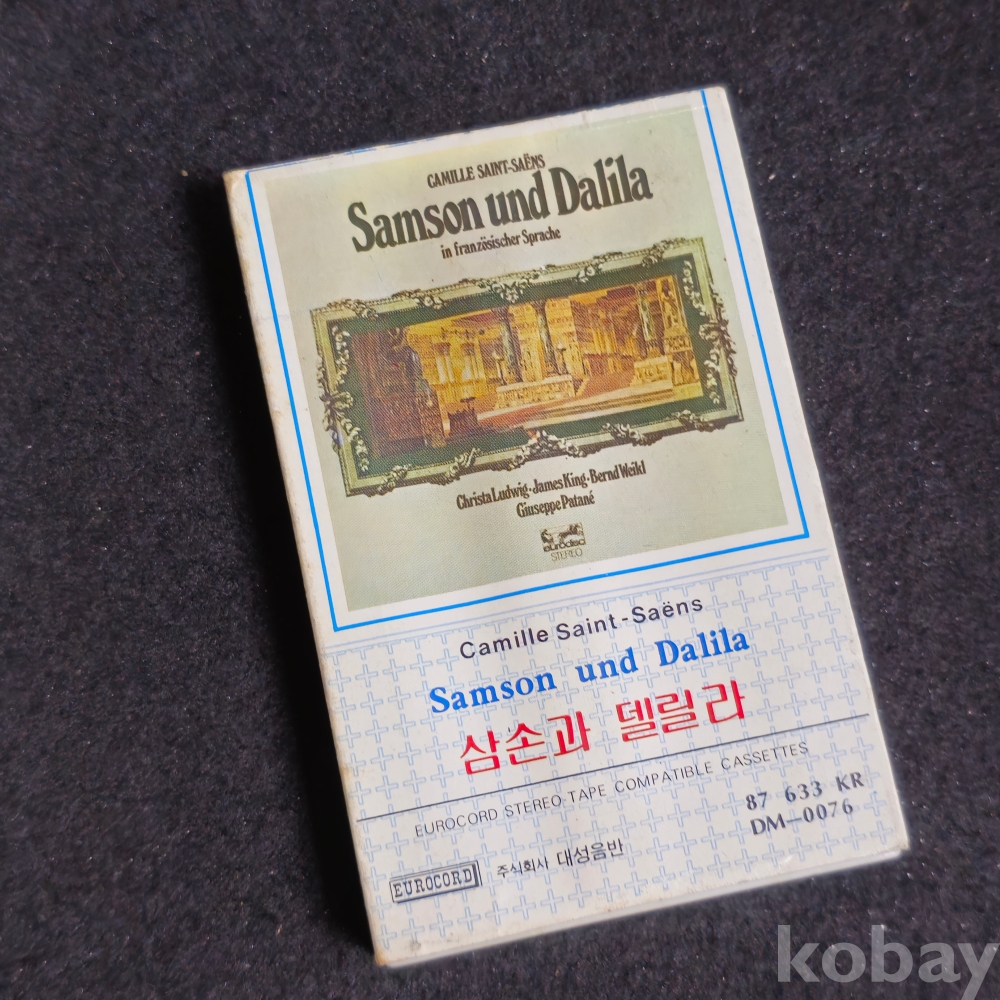 CAMILLE SAINT-SAËNS
Samson und Dalila
in französischer Sprache
Christa Ludwig · James King · Bernd Weikl
Giuseppe Patané
eurodisc
STEREO
Camille Saint-Saëns
Samson und Dalila
삼손과 델릴라
EUROCORD STEREO-TAPE COMPATIBLE CASSETTES
87 633 KR
DM—0076
EUROCORD 주식회사 대성음반
kobay